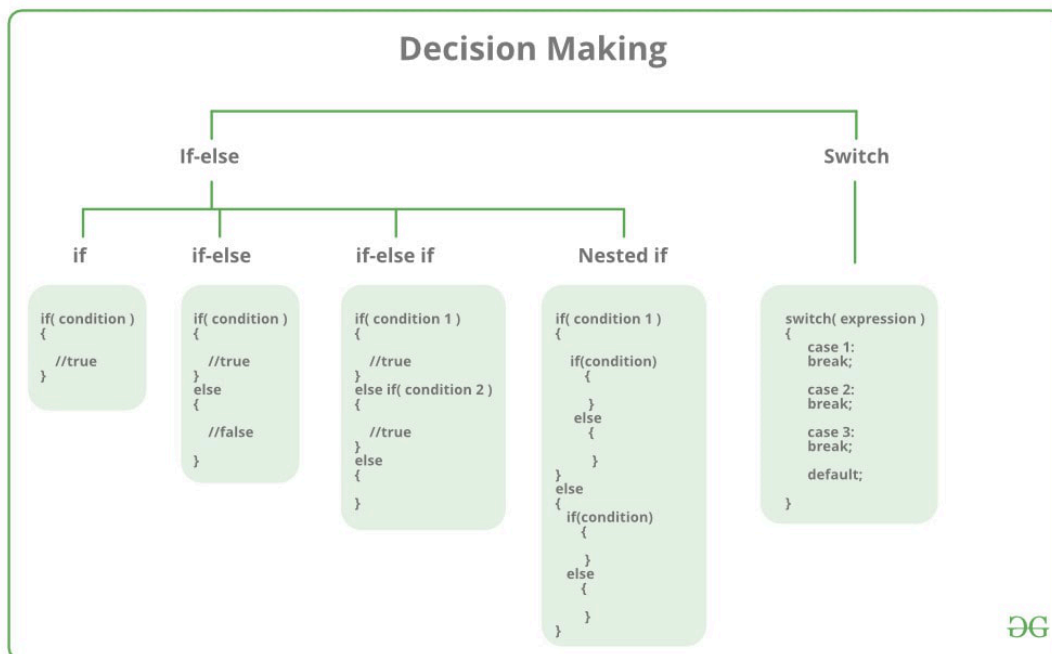 Decision Making
If-else
Switch
if
if-else
if-else if
Nested if
if( condition )
{
//true
}
if( condition )
{
//true
}
else
{
//false
}
if( condition 1 )
{
//true
}
else if( condition 2 )
{
//true
}
else
{
}
if( condition 1 )
{
if(condition)
{
}
else
{
}
}
else
{
if(condition)
{
}
else
{
}
}
switch( expression )
{
case 1:
break;
case 2:
break;
case 3:
break;
default;
}